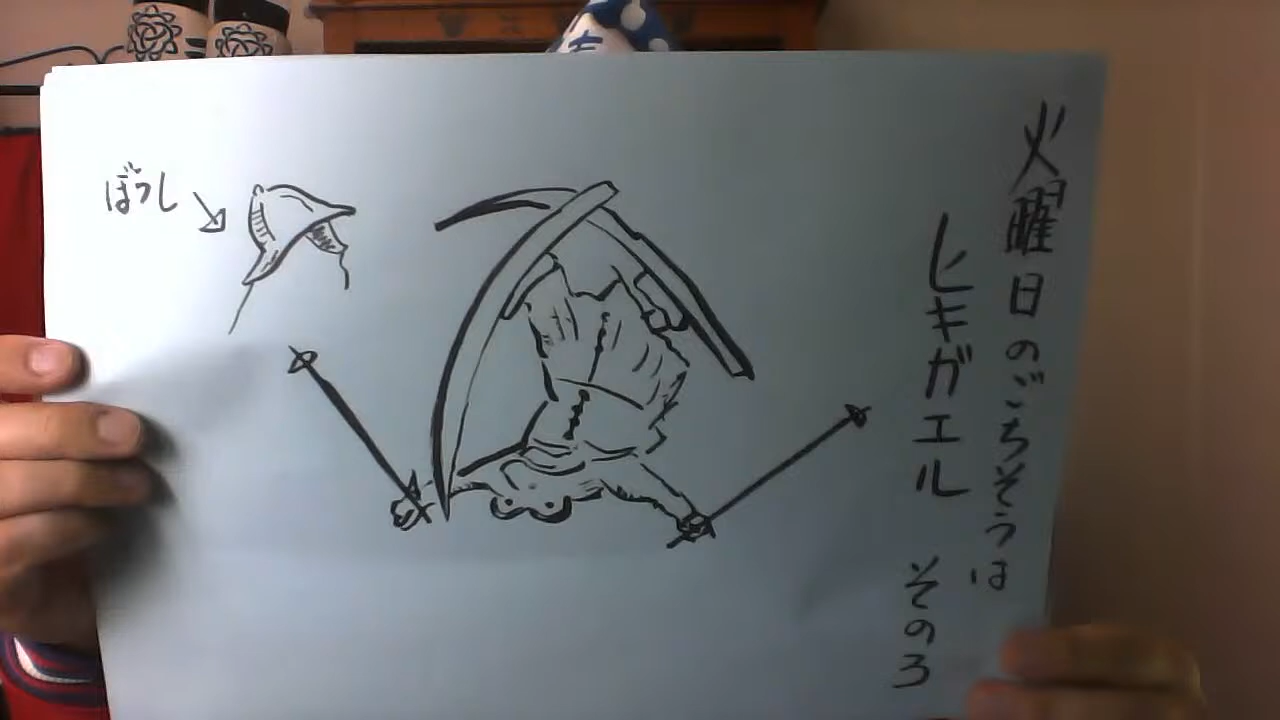 火曜日のごちそうは
ヒキガエル
その3
ぼうし